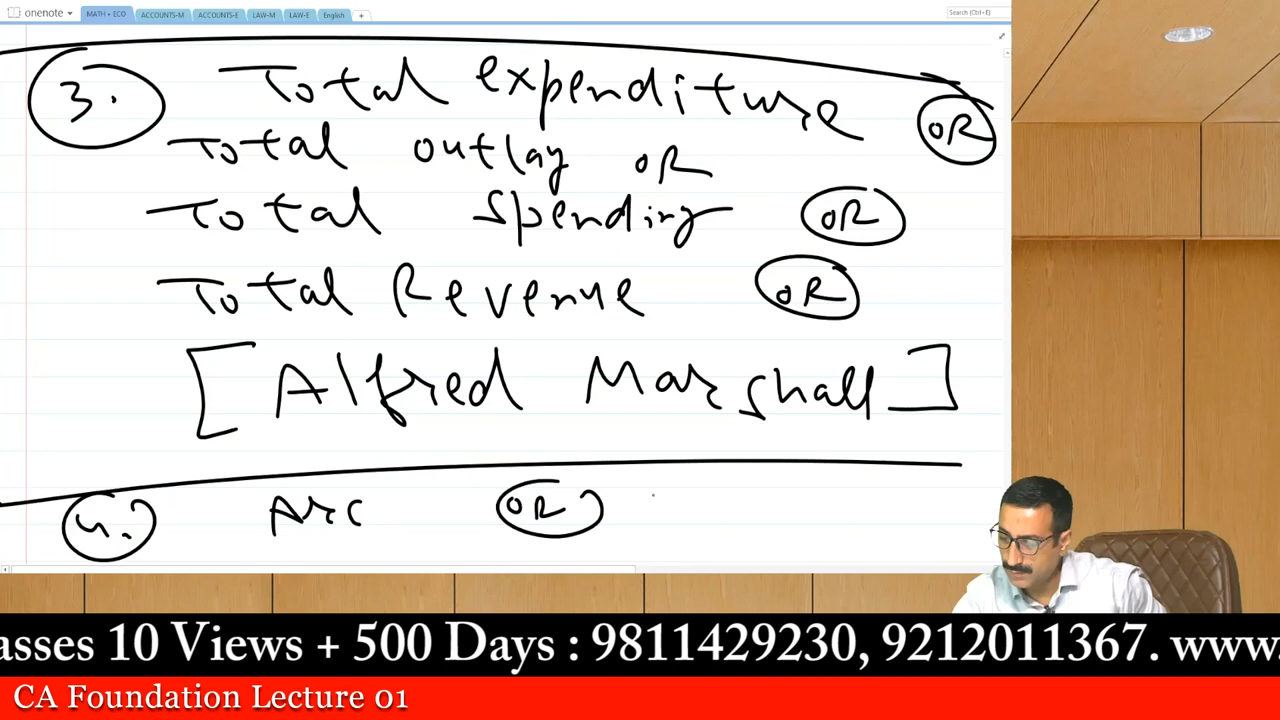 onenote
MATH + ECO ACCOUNTS-M ACCOUNTS-E LAW-M LAW-E English
Search (Ctrl+E)
3. Total expenditure OR
Total outlay OR
Total spending OR
Total Revenue OR
[Alfred Marshall]
4. Arc OR
asses 10 Views + 500 Days : 9811429230, 9212011367. www.
CA Foundation Lecture 01